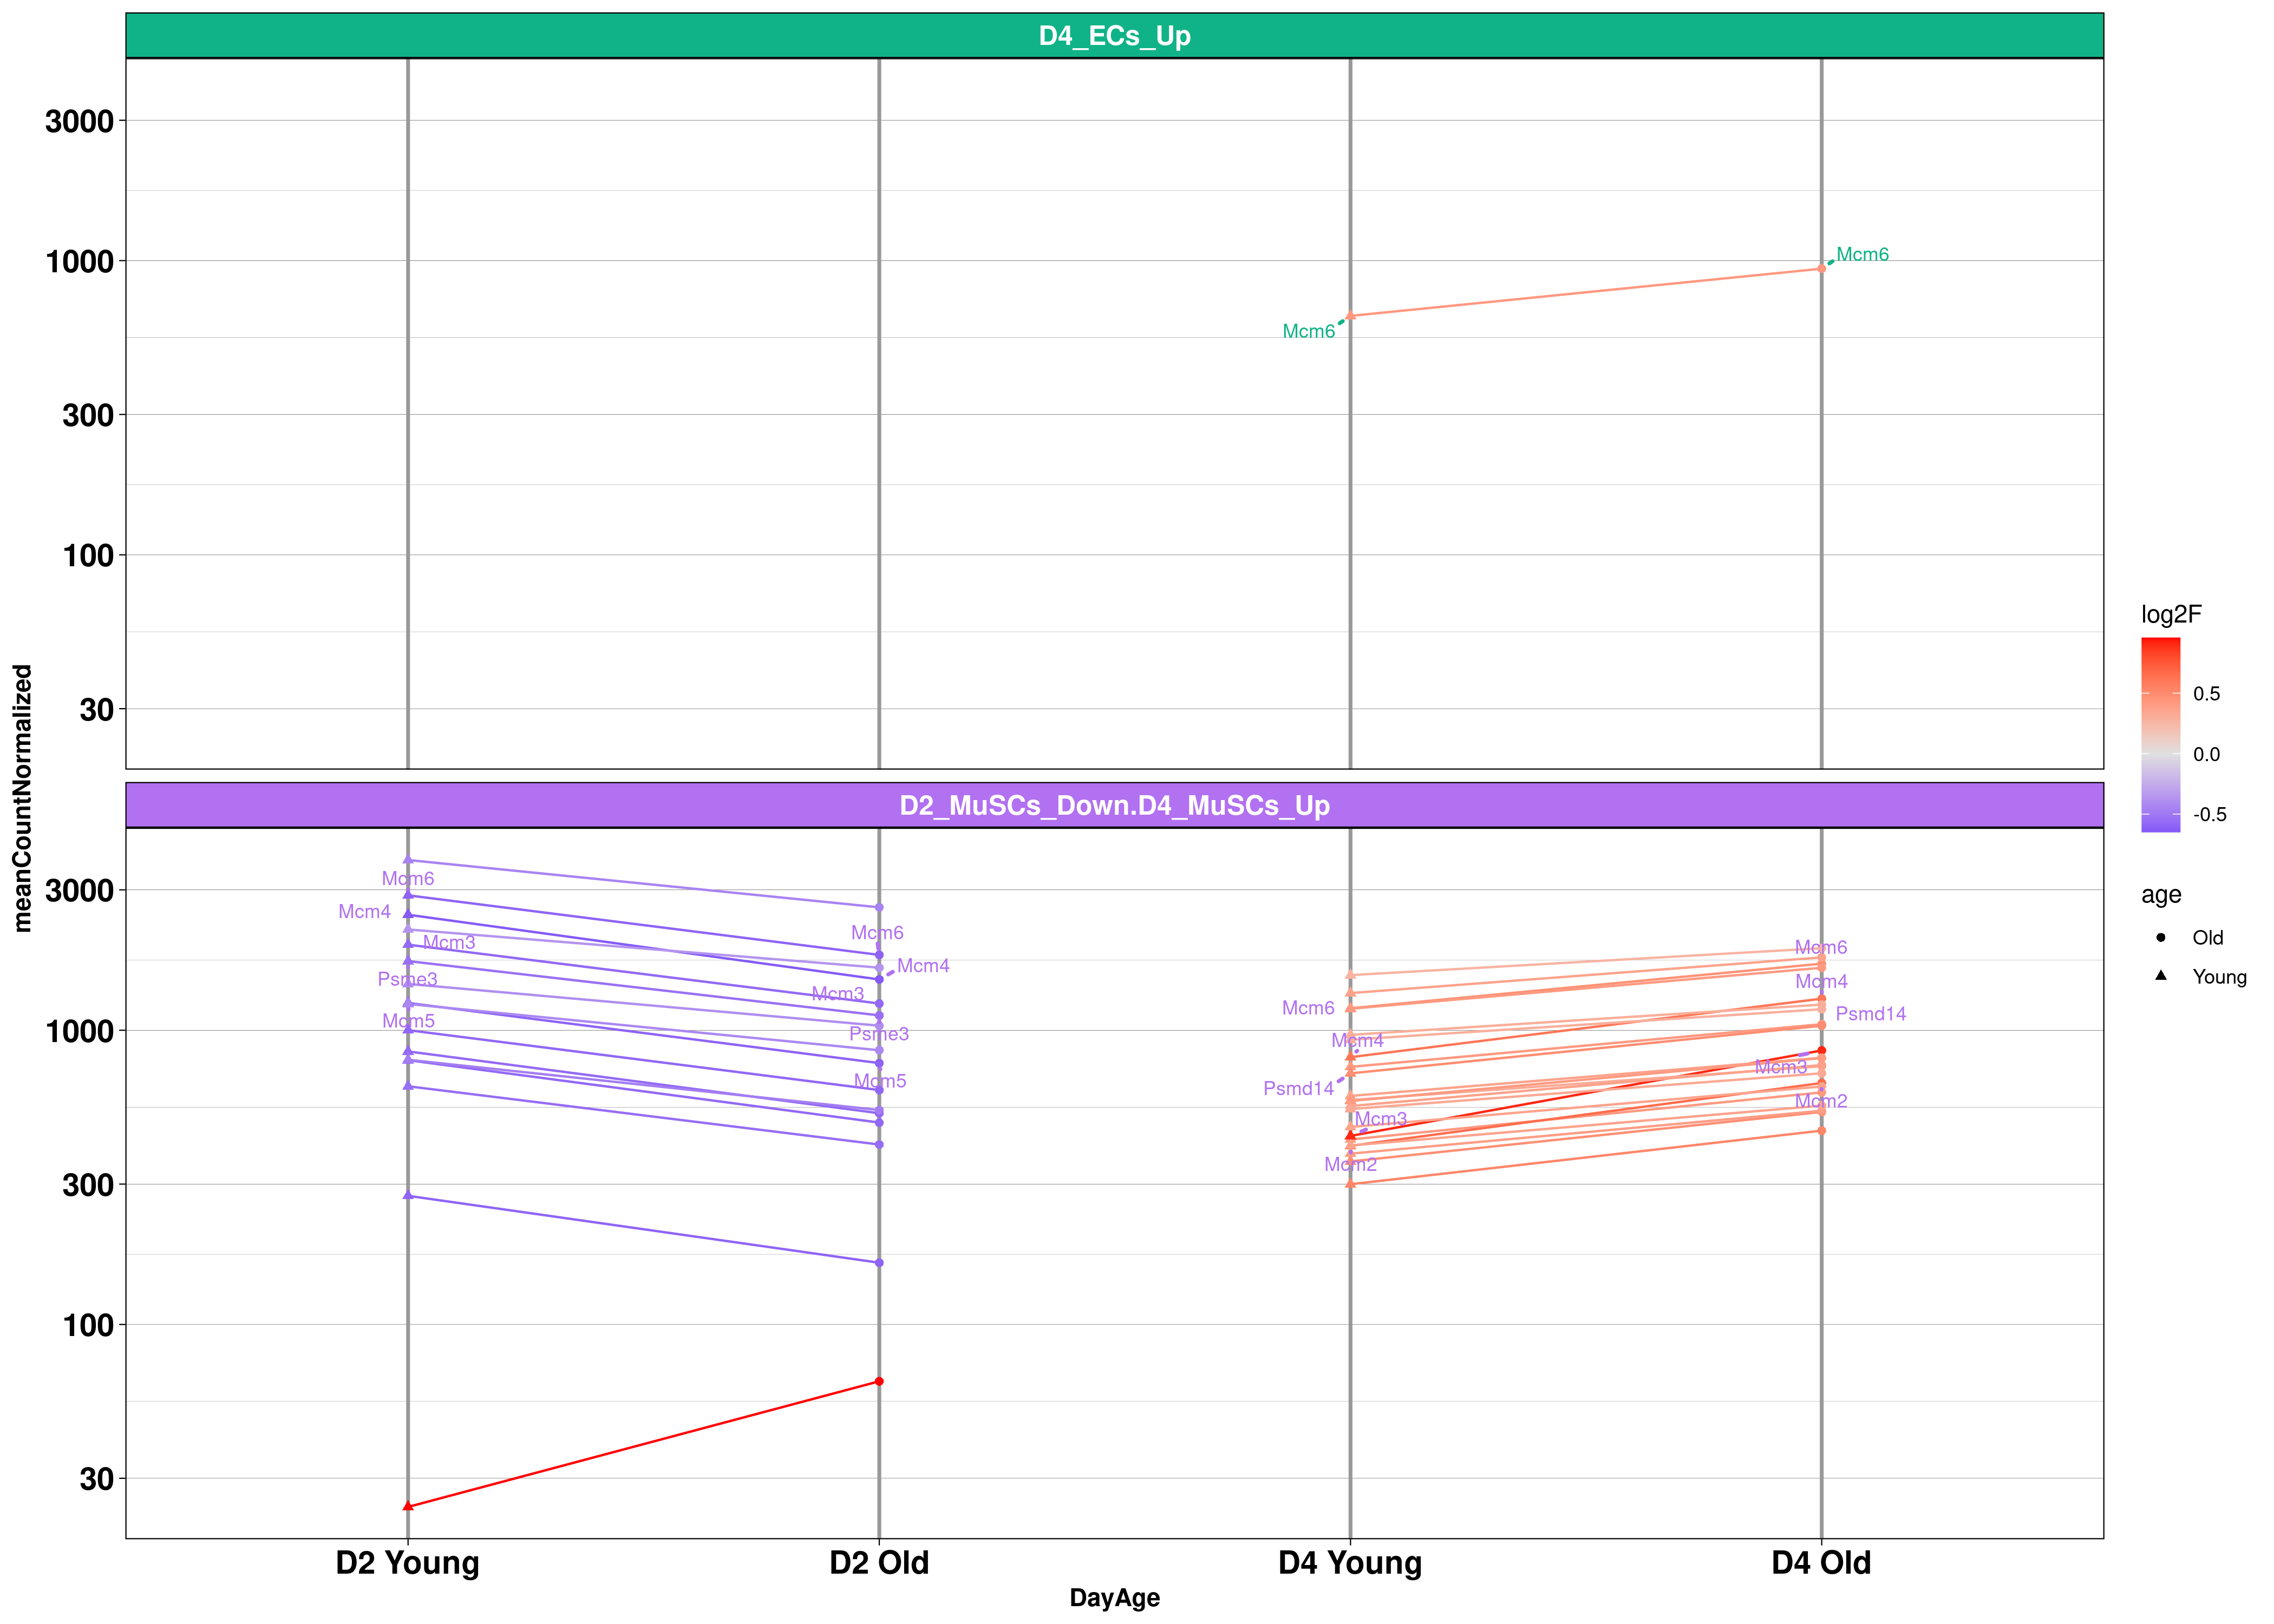 D4_ECs_Up
3000
1000
300
100
30
Mcm6
Mcm6
D2_MuSCs_Down.D4_MuSCs_Up
3000
1000
300
100
30
Mcm6
Mcm4
Mcm3
Psme3
Mcm5
Mcm6
Mcm4
Mcm3
Psme3
Mcm5
Mcm6
Mcm4
Psmd14
Mcm3
Mcm2
Mcm6
Mcm4
Psmd14
Mcm3
Mcm2
D2 Young
D2 Old
D4 Young
D4 Old
DayAge
meanCountNormalized
log2F
0.5
0.0
-0.5
age
Old
Young